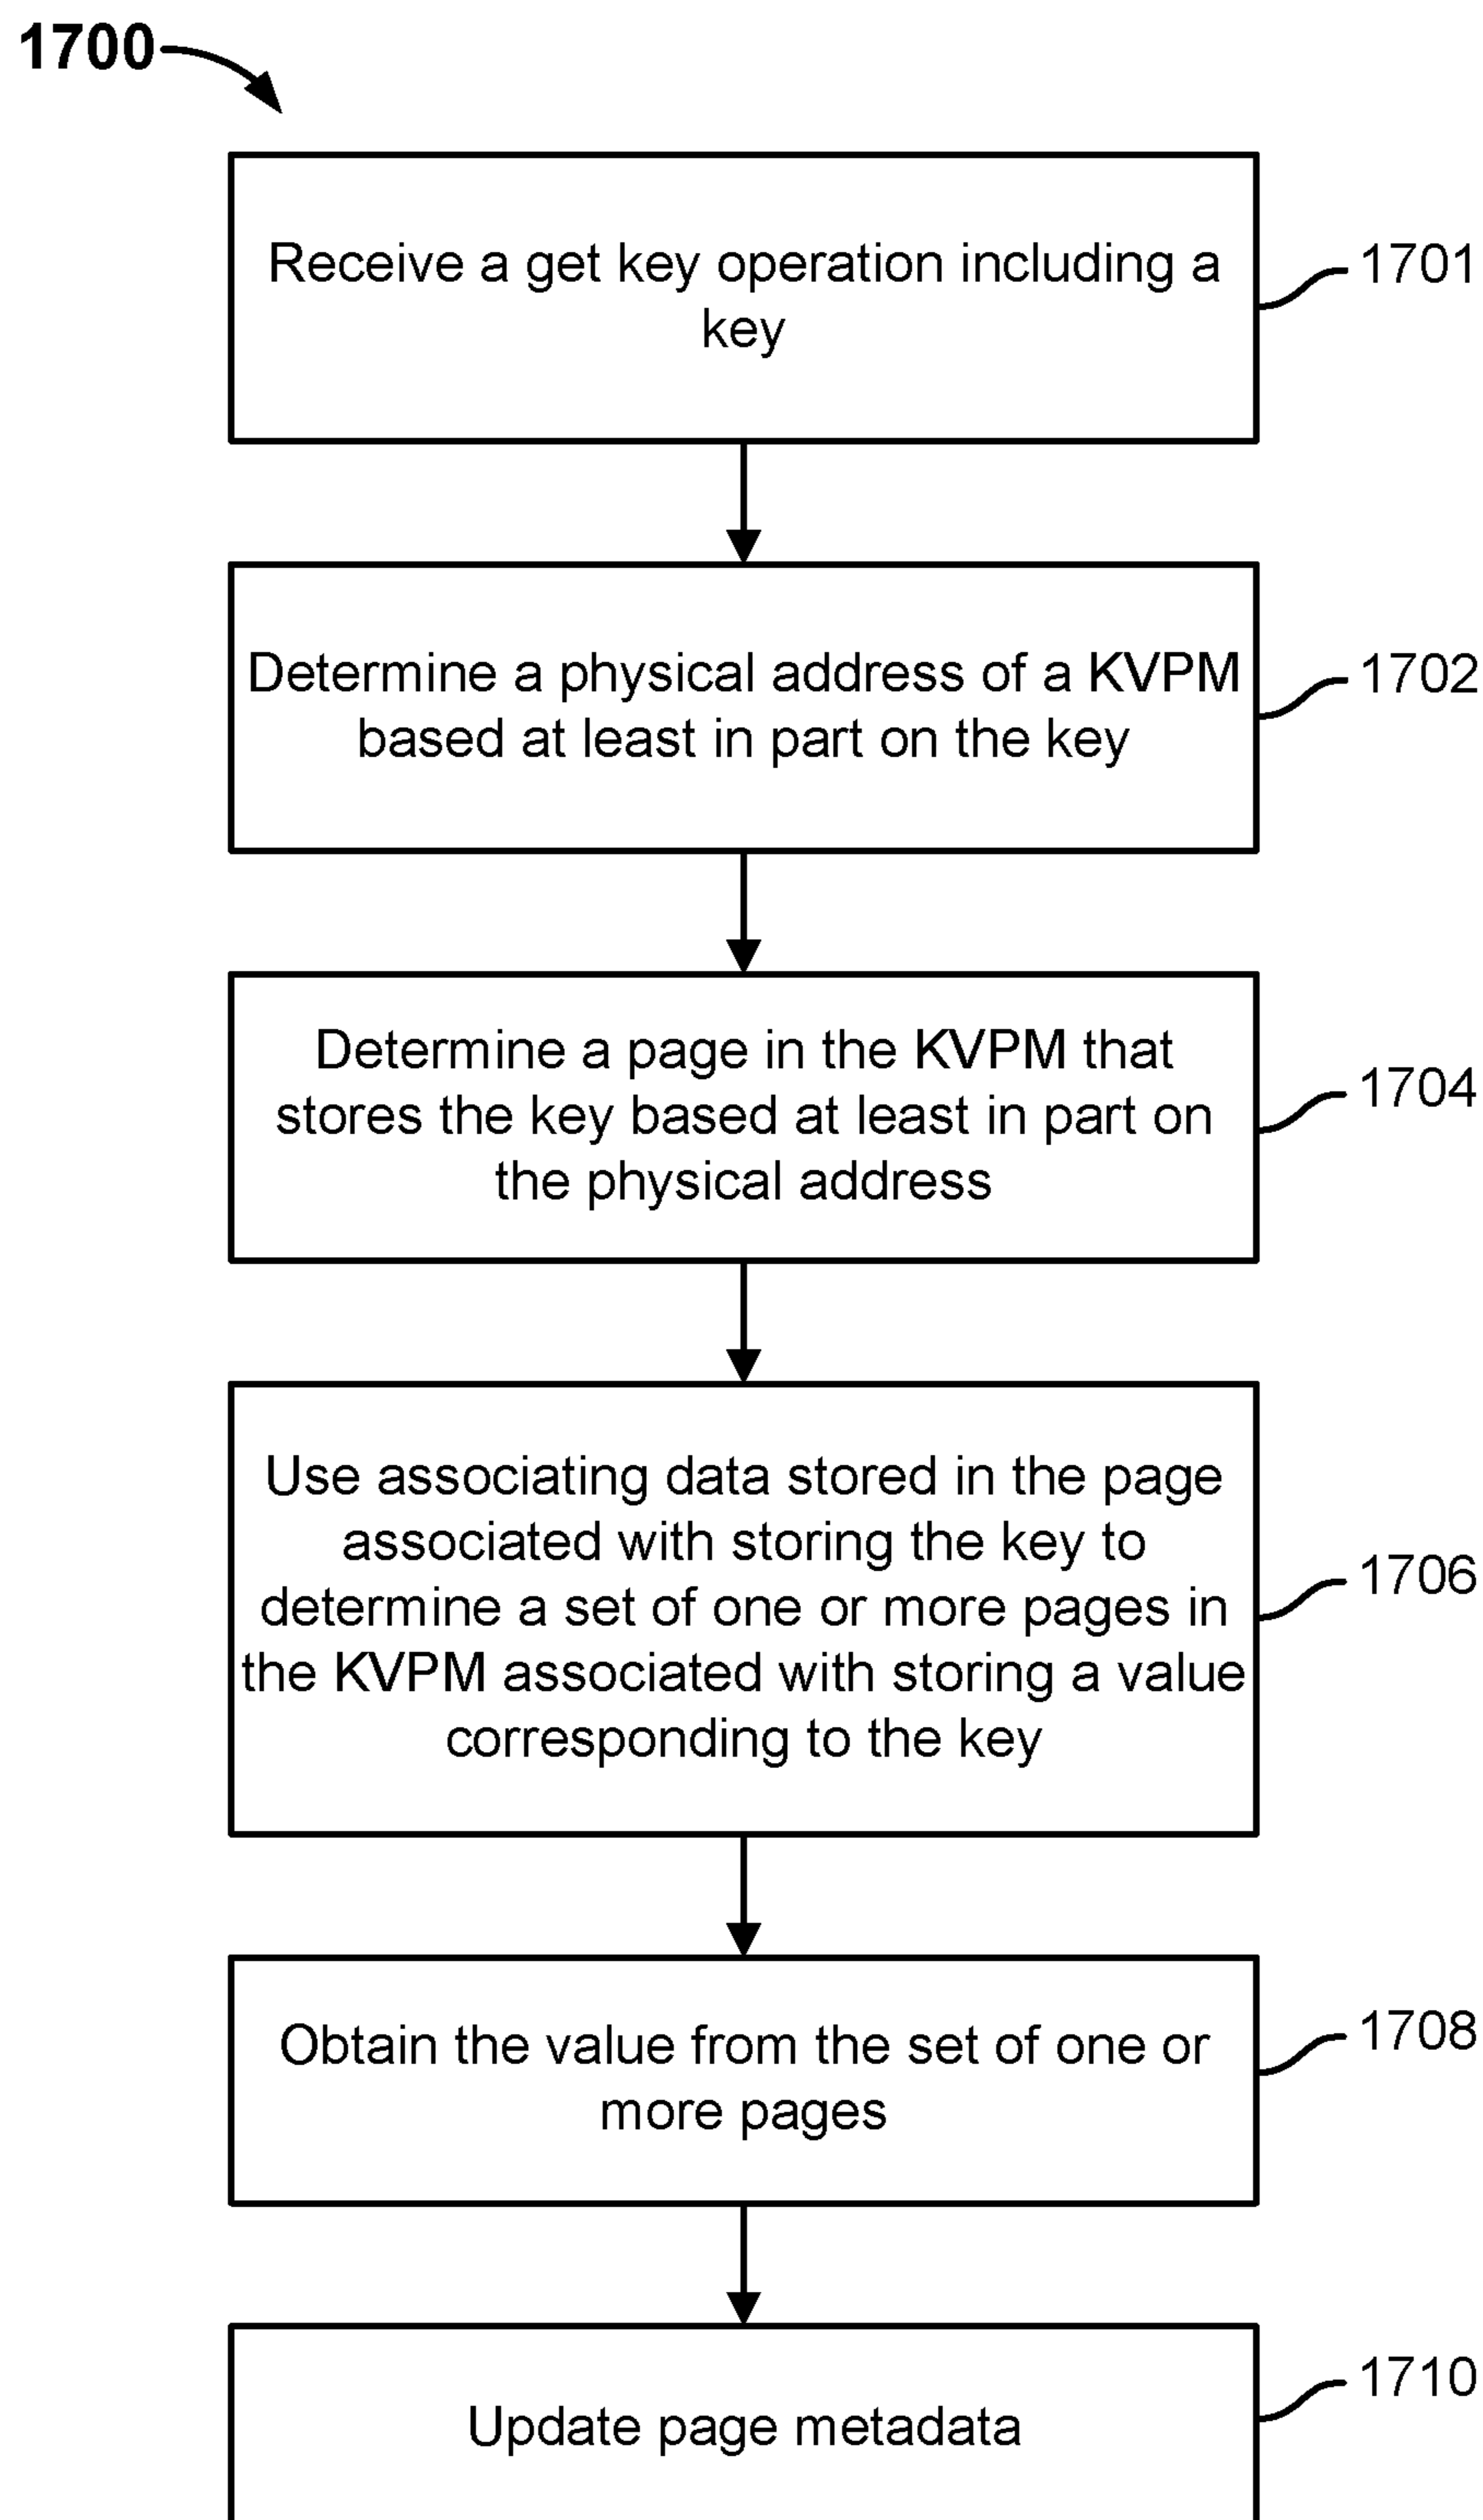 1700
Receive a get key operation including a
key
1701
Determine a physical address of a KVPM
based at least in part on the key
1702
Determine a page in the KVPM that
stores the key based at least in part on
the physical address
1704
Use associating data stored in the page
associated with storing the key to
determine a set of one or more pages in
the KVPM associated with storing a value
corresponding to the key
1706
Obtain the value from the set of one or
more pages
1708
Update page metadata
1710